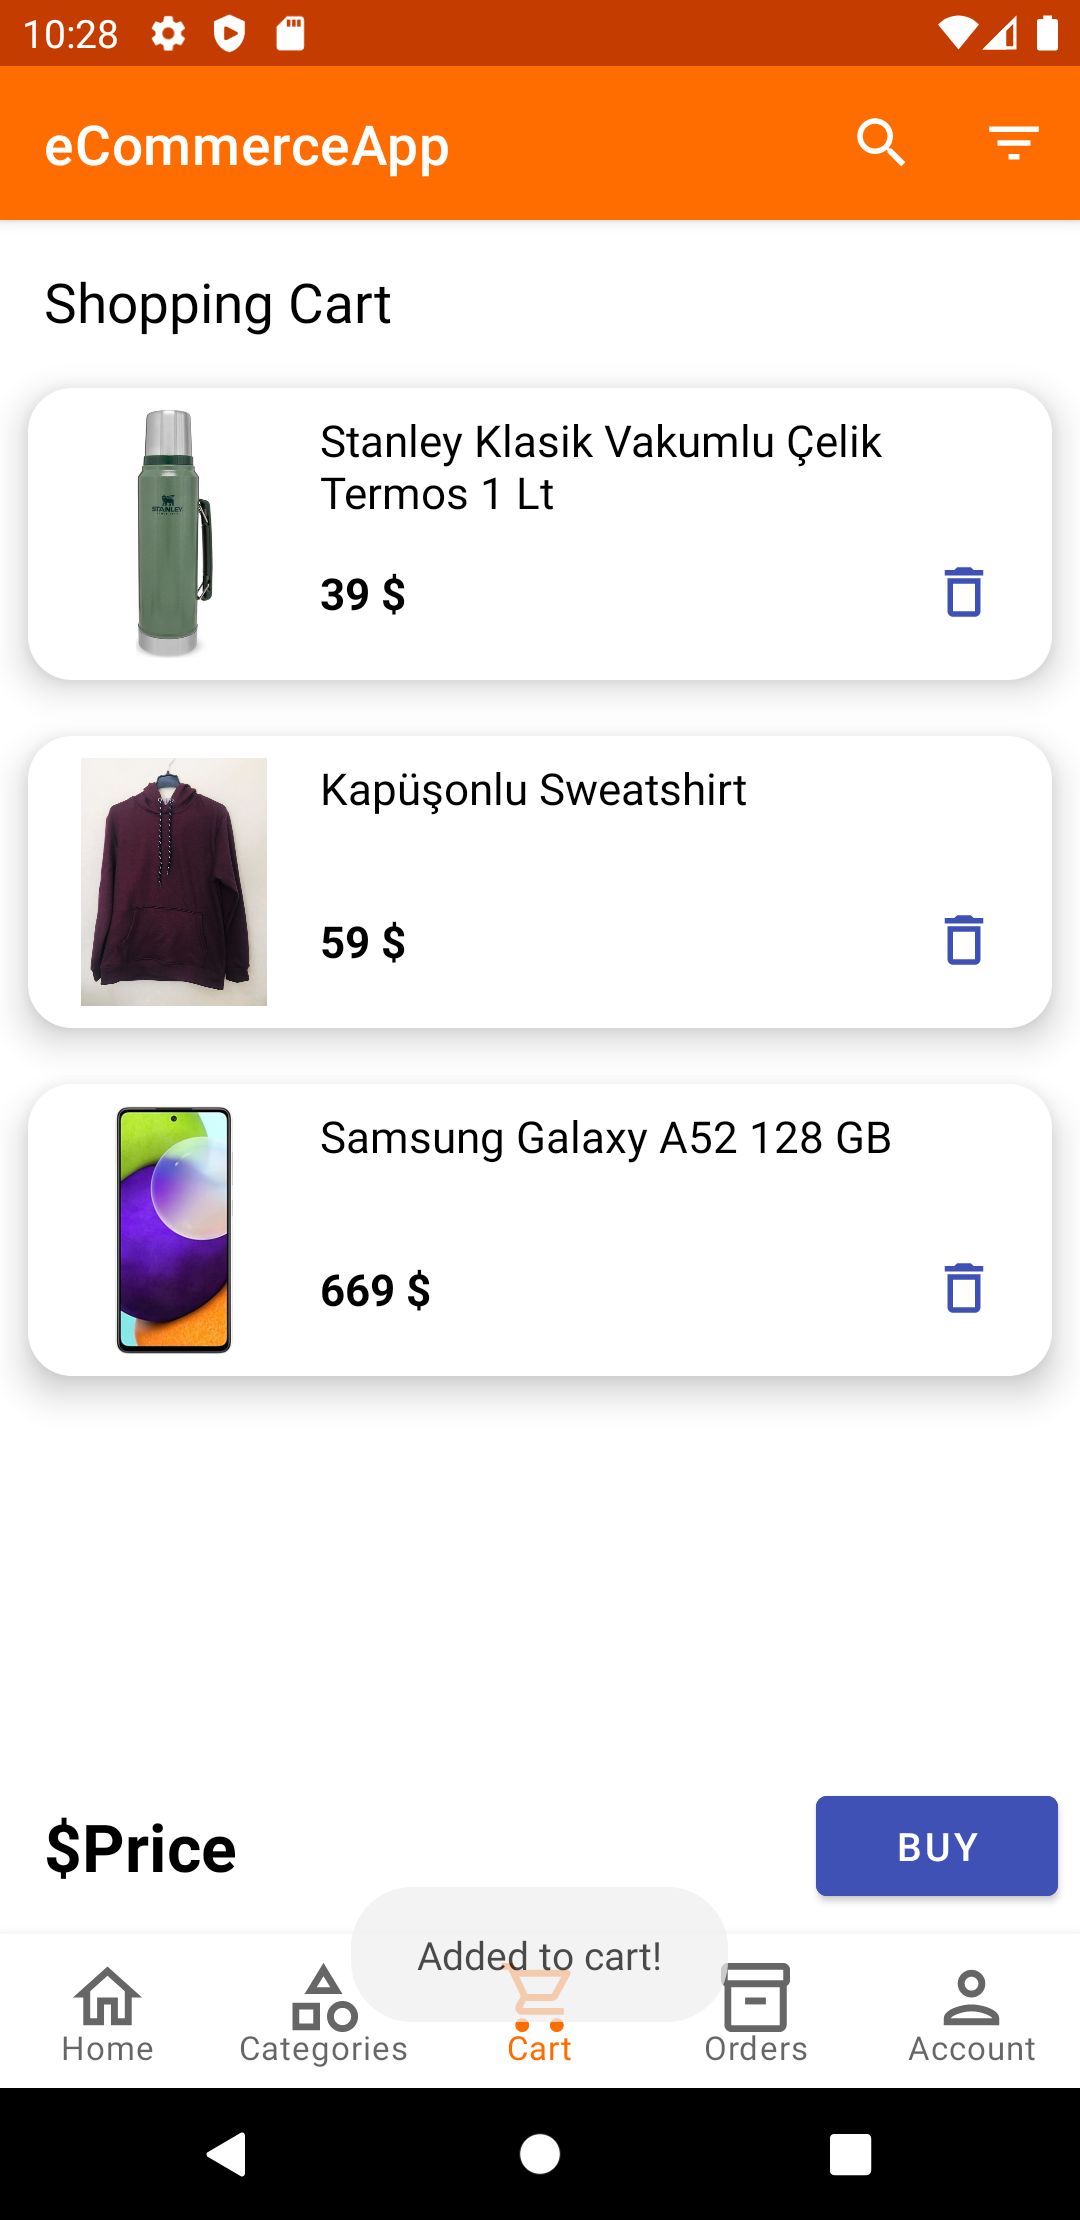 10:28
eCommerceApp
Shopping Cart
STANLEY
Stanley Klasik Vakumlu Çelik
Termos 1 Lt
39 $
Kapüşonlu Sweatshirt
59 $
Samsung Galaxy A52 128 GB
669 $
$Price
BUY
Added to cart!
Home
Categories
Cart
Orders
Account